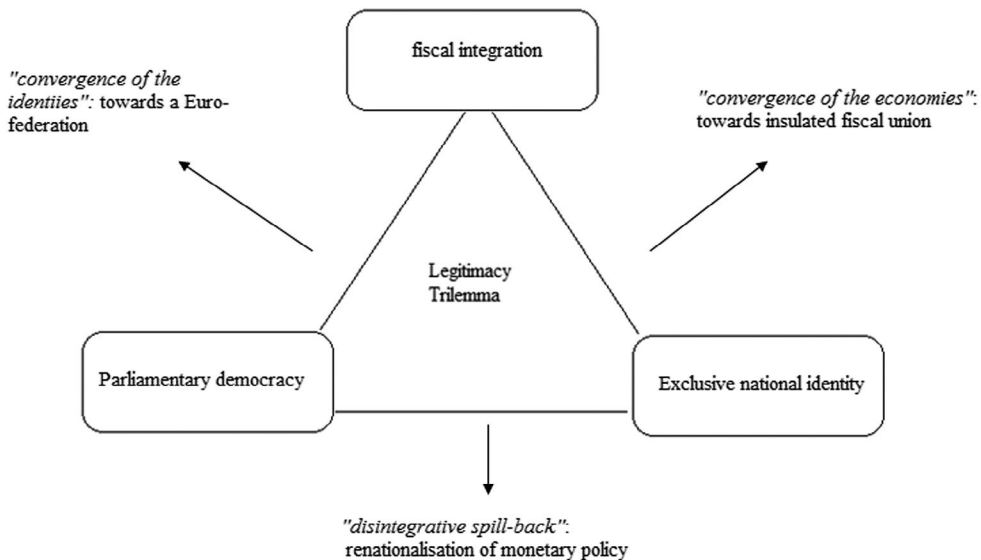 fiscal integration
"convergence of the
identiies": towards a Euro-
federation
"convergence of the economies":
towards insulated fiscal union
Legitimacy
Trilemma
Parliamentary democracy
Exclusive national identity
"disintegrative spill-back":
renationalisation of monetary policy